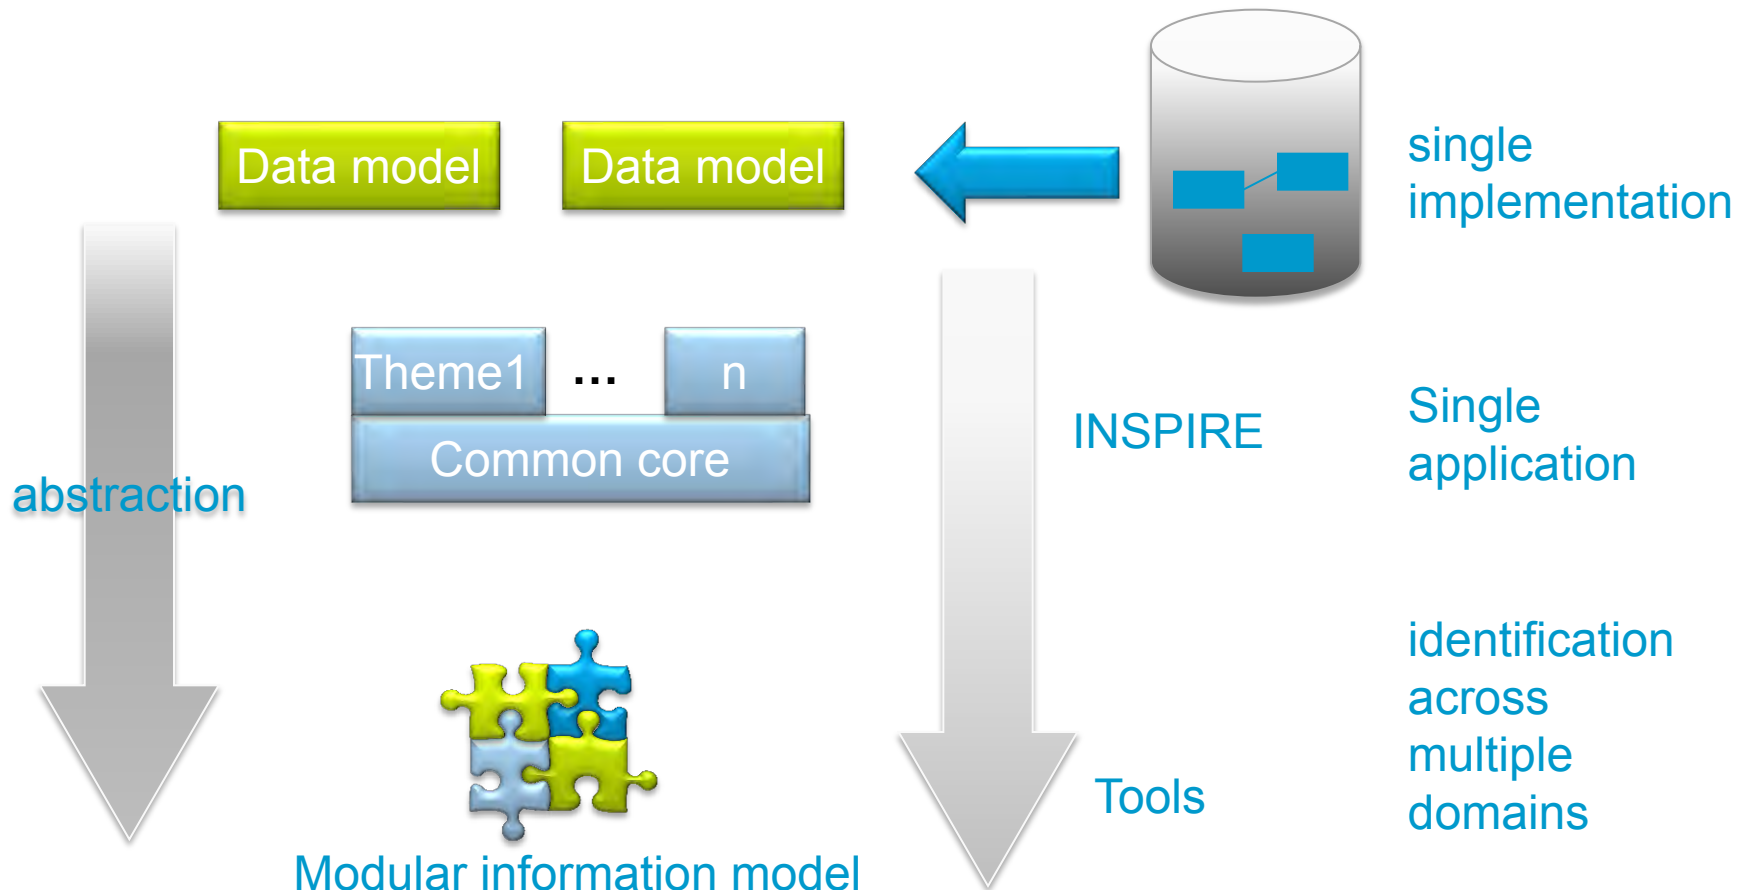 Data model
Data model
single
implementation
Theme1
...
n
Common core
INSPIRE
Single
application
abstraction
identification
across
multiple
domains
Tools
Modular information model